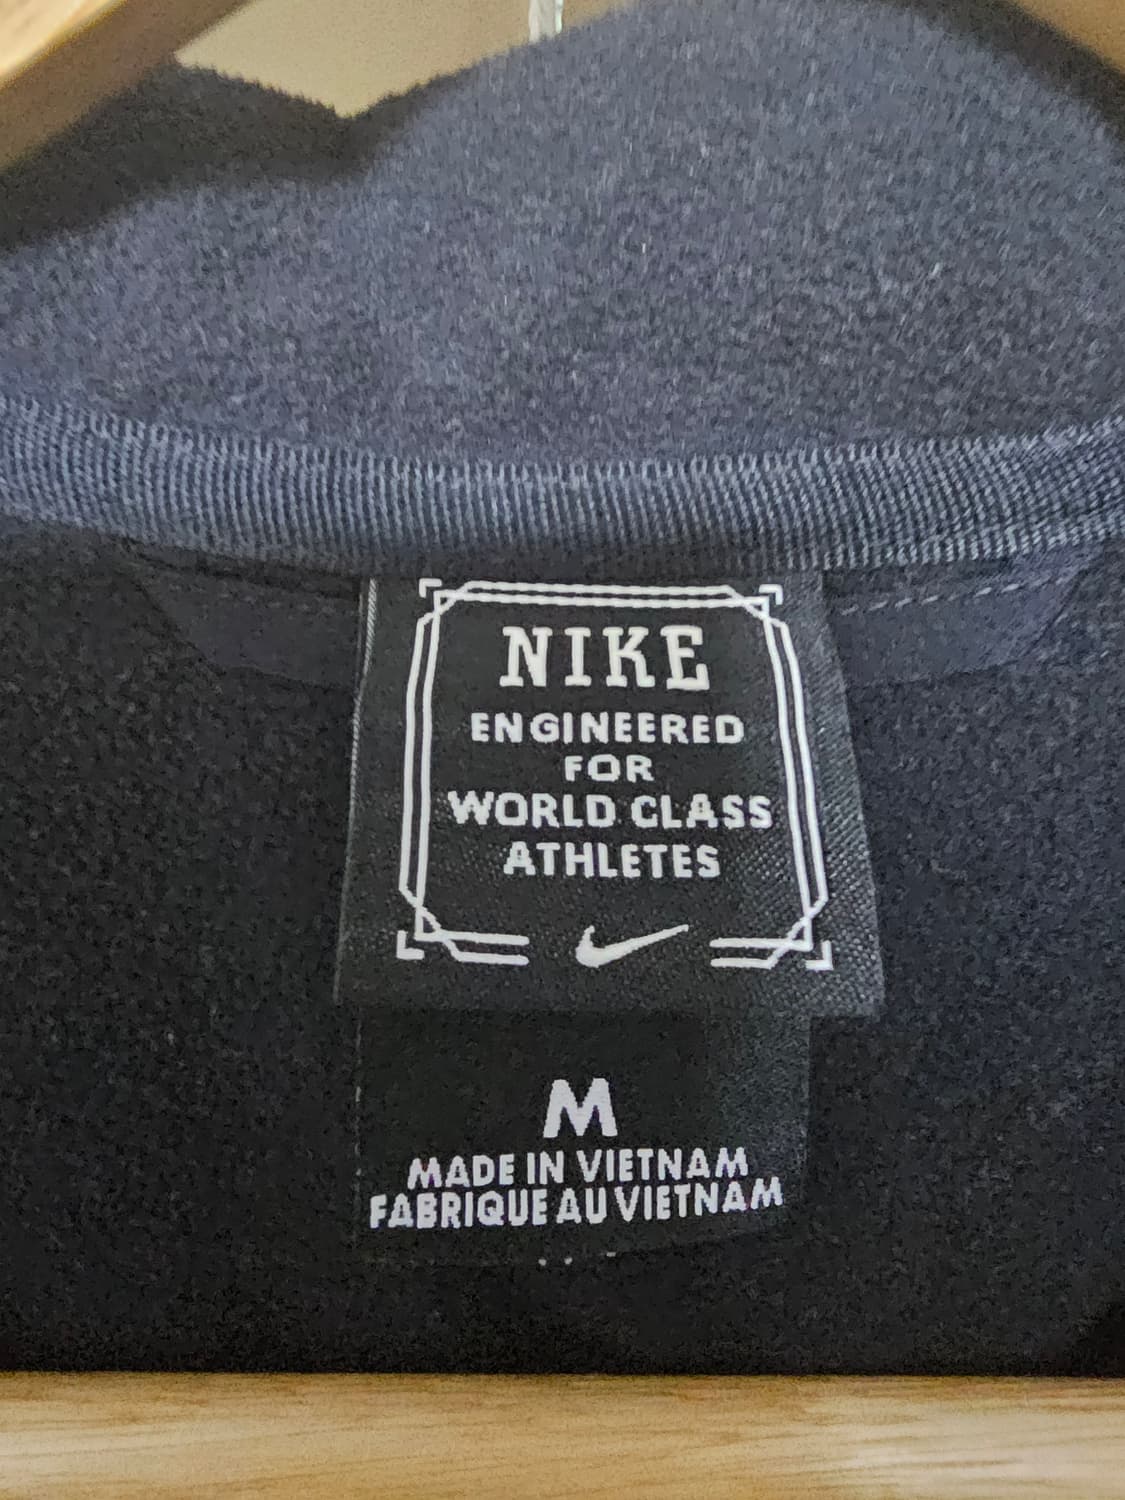 NIKE
ENGINEERED
FOR
WORLD CLASS
ATHLETES
M
MADE IN VIETNAM
FABRIQUE AU VIETNAM